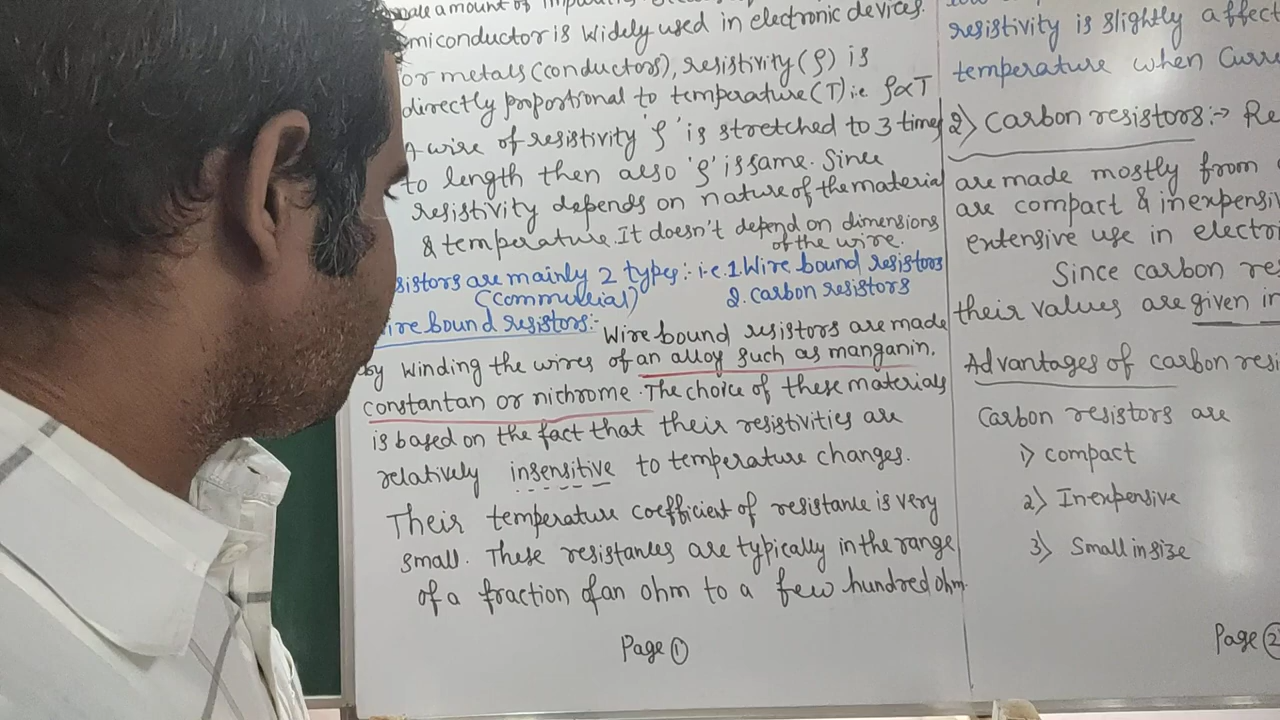 amount of
miconductor is widely used in electronic devices.
or metals (conductors), resistivity (ρ) is
directly proportional to temperature (T) i.e ρ∝T
A wire of resistivity 'ρ' is stretched to 3 times
to length then also 'ρ' is same. Since
resistivity depends on nature of the material
& temperature. It doesn't depend on dimensions
of the wire.
sistors are mainly 2 types:- i.e. 1. Wire bound resistors
(Commercial) 2. carbon resistors
ire bound resistors:- Wire bound resistors are made
by winding the wires of an alloy such as manganin,
constantan or nichrome. The choice of these materials
is based on the fact that their resistivities are
relatively insensitive to temperature changes.
Their temperature coefficient of resistance is very
small. These resistances are typically in the range
of a fraction of an ohm to a few hundred ohm.
Page ①
resistivity is slightly affect
temperature when Curre
2) Carbon resistors:→ Re
are made mostly from
are compact & inexpensi
extensive use in electro
Since carbon re
their values are given in
Advantages of carbon resi
Carbon resistors are
1) compact
2) Inexpensive
3) Small in size
Page ②